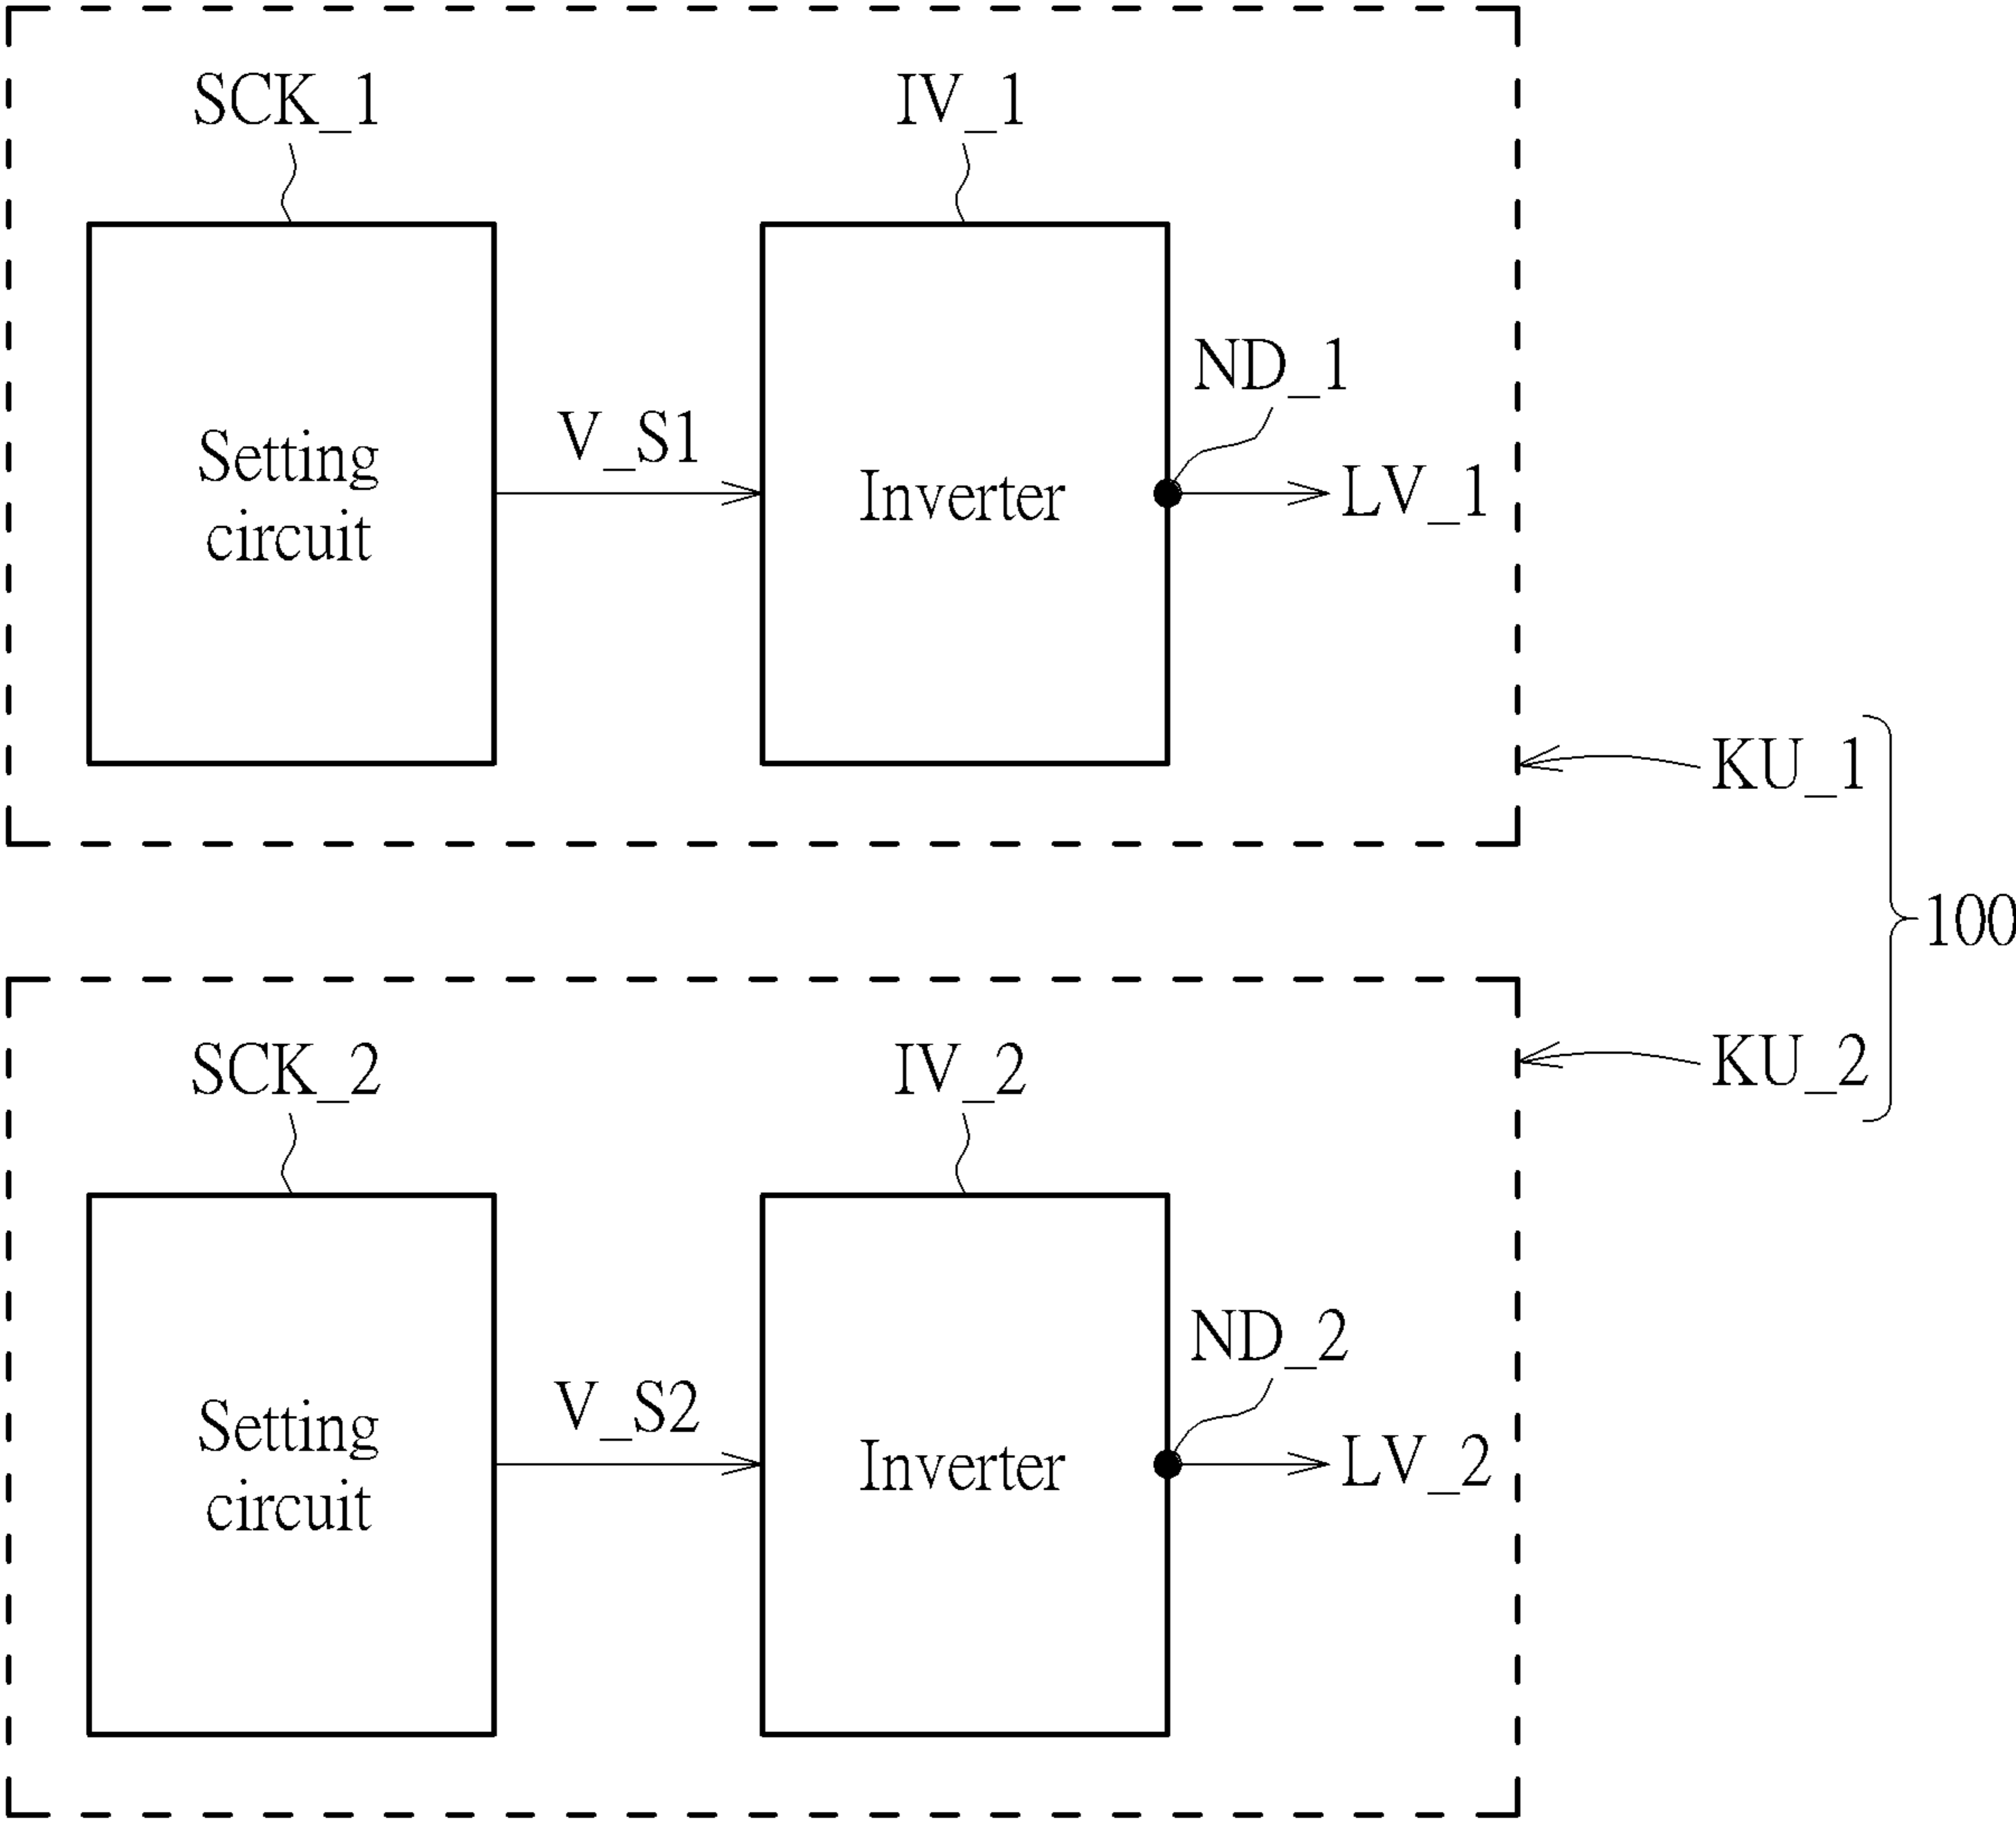 SCK_1
IV_1
ND_1
V_S1
LV_1
Setting
circuit
Inverter
KU_1
100
KU_2
SCK_2
IV_2
ND_2
V_S2
LV_2
Setting
circuit
Inverter